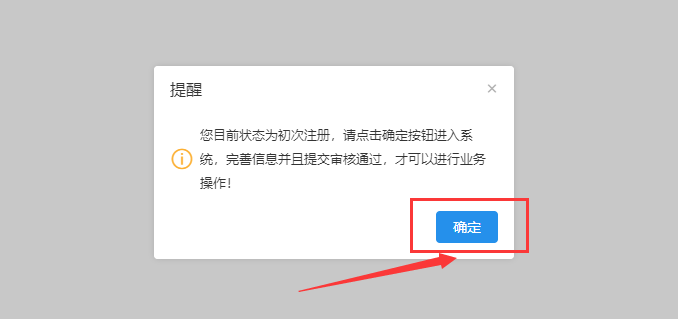 提醒
您目前状态为初次注册，请点击确定按钮进入系
统，完善信息并且提交审核通过，才可以进行业务
操作！
确定